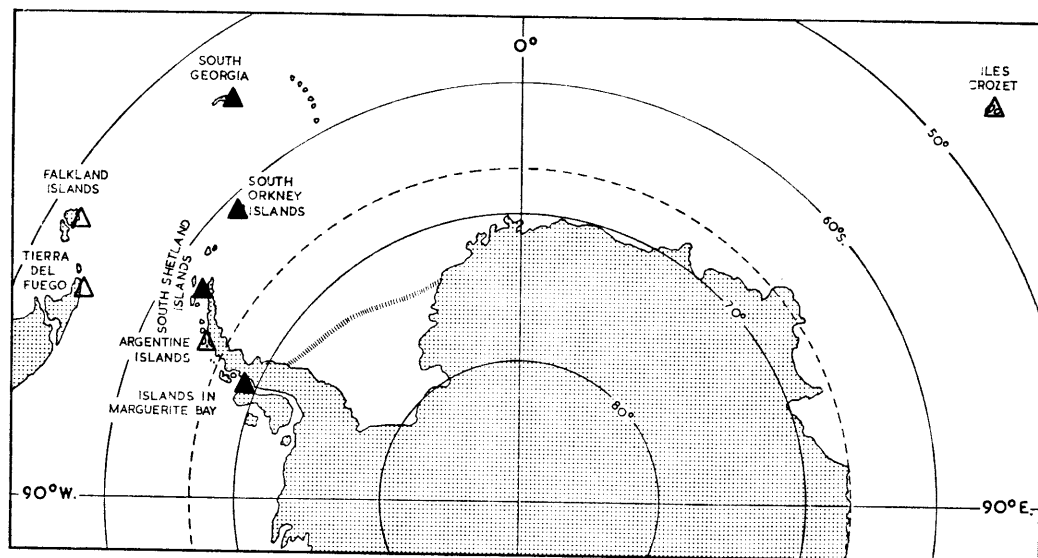 0°
SOUTH
GEORGIA
ILES
CROZET
50°
FALKLAND
ISLANDS
SOUTH
ORKNEY
ISLANDS
60°S.
TIERRA
DEL
FUEGO
SOUTH SHETLAND
ISLANDS
70°
ARGENTINE
ISLANDS
ISLANDS IN
MARGUERITE BAY
80°
90°W.
90°E.